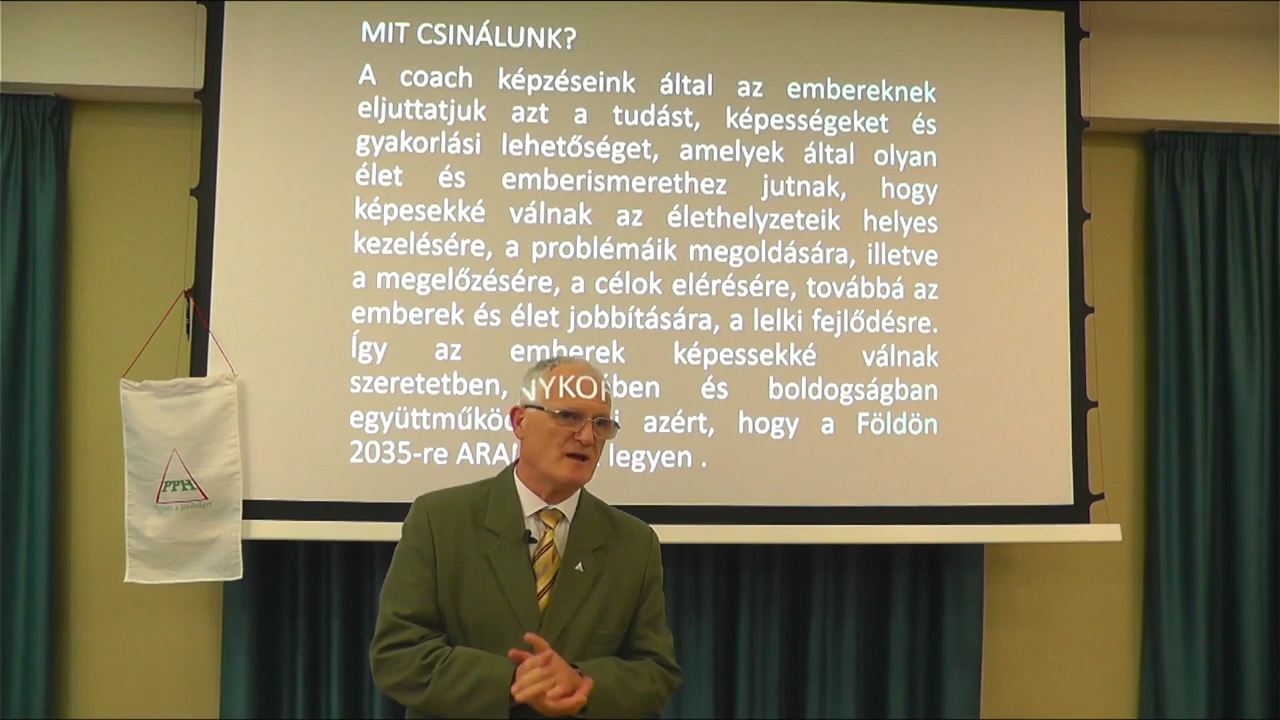 MIT CSINÁLUNK?
A coach képzéseink által az embereknek
eljuttatjuk azt a tudást, képességeket és
gyakorlási lehetőséget, amelyek által olyan
élet és emberismerethez jutnak, hogy
képesekké válnak az élethelyzeteik helyes
kezelésére, a problémáik megoldására, illetve
a megelőzésére, a célok elérésére, továbbá az
emberek és élet jobbítására, a lelki fejlődésre.
Így az emberek képessekké válnak
szeretetben, és boldogságban
azért, hogy a Földön
2035-re legyen .
PPH